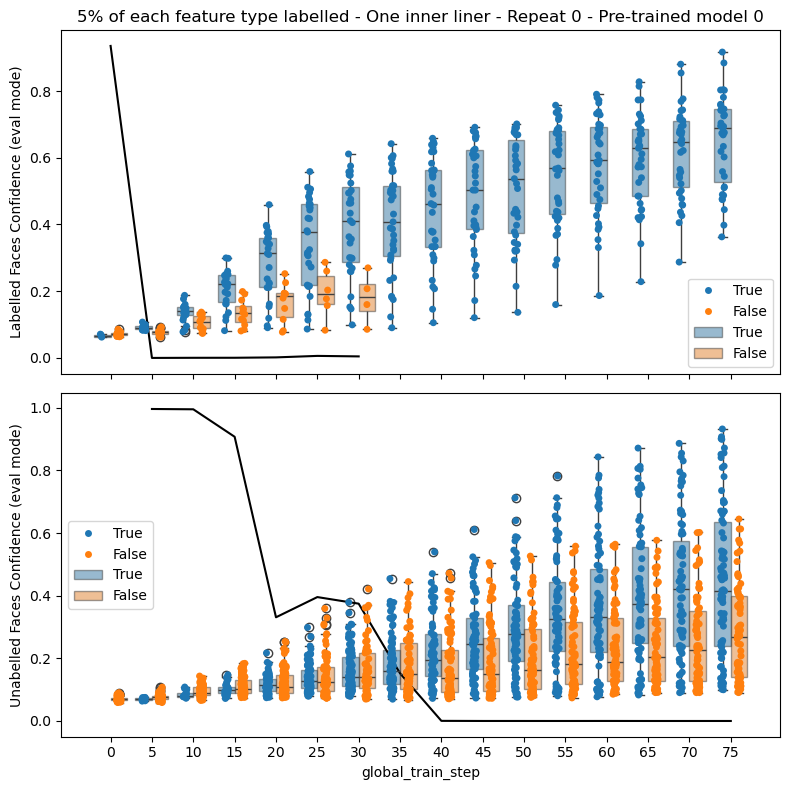 5% of each feature type labelled - One inner liner - Repeat 0 - Pre-trained model 0
Labelled Faces Confidence (eval mode)
0.8
0.6
0.4
0.2
0.0
True
False
True
False
Unabelled Faces Confidence (eval mode)
1.0
0.8
0.6
0.4
0.2
0.0
True
False
True
False
0 5 10 15 20 25 30 35 40 45 50 55 60 65 70 75
global_train_step